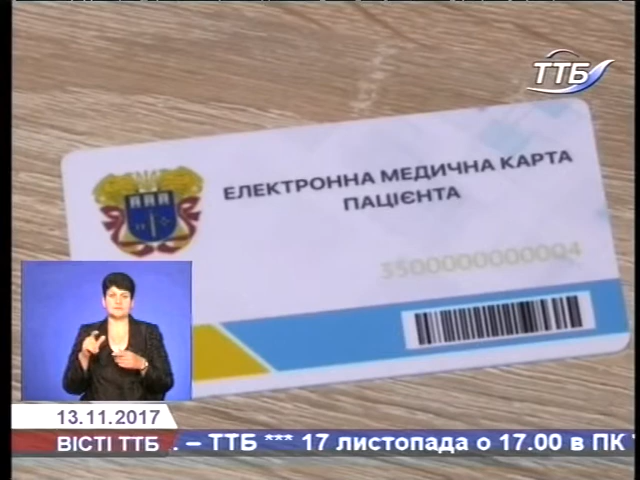 ТТБ
ЕЛЕКТРОННА МЕДИЧНА КАРТА
ПАЦІЄНТА
3500000000004
13.11.2017
ВІСТІ ТТБ . – ТТБ *** 17 листопада о 17.00 в ПК